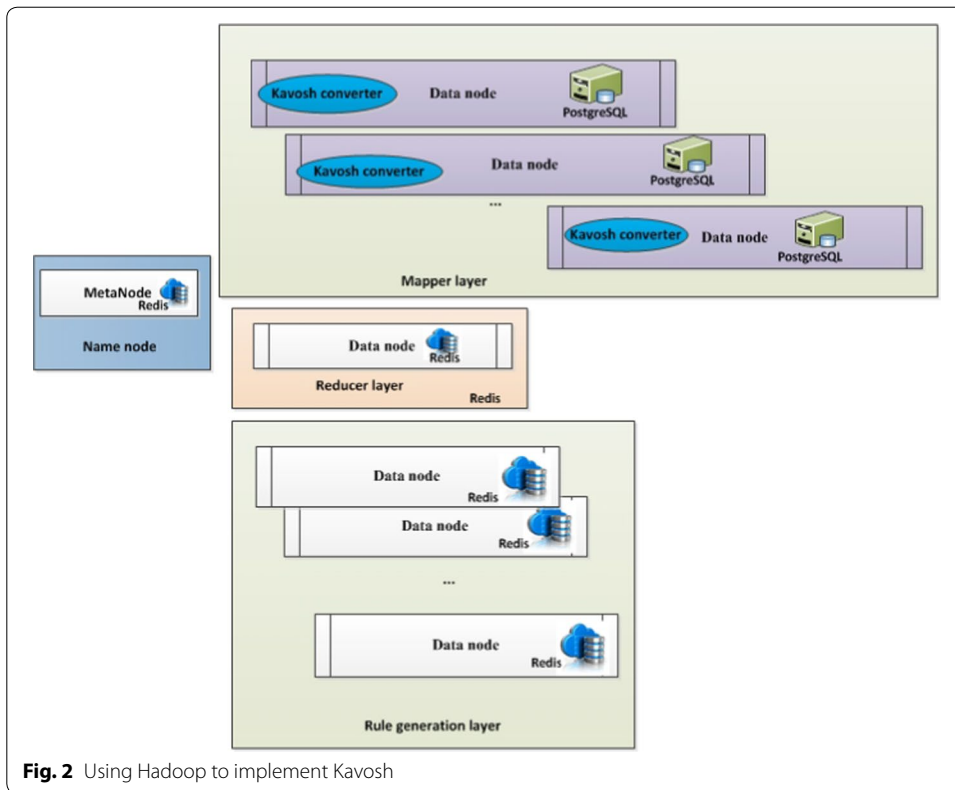 Kavosh converter Data node PostgreSQL
Kavosh converter Data node PostgreSQL
...
Kavosh converter Data node PostgreSQL
Mapper layer
MetaNode
Redis
Name node
Data node Redis
Reducer layer
Redis
Data node
Redis
Data node
Redis
...
Data node
Redis
Rule generation layer
Fig. 2 Using Hadoop to implement Kavosh